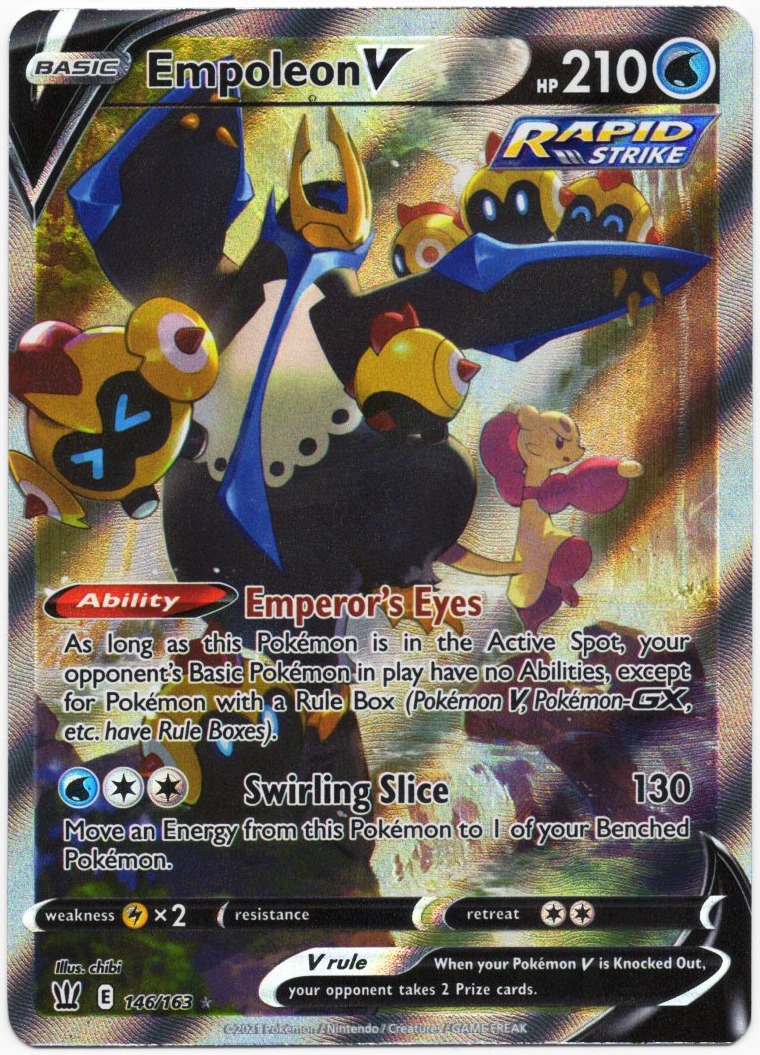 BASIC Empoleon V HP 210
RAPID
STRIKE
Ability Emperor's Eyes
As long as this Pokémon is in the Active Spot, your
opponent's Basic Pokémon in play have no Abilities, except
for Pokémon with a Rule Box (Pokémon V, Pokémon-GX,
etc. have Rule Boxes).
Swirling Slice 130
Move an Energy from this Pokémon to 1 of your Benched
Pokémon.
weakness ×2 resistance retreat
Illus. chibi
V rule When your Pokémon V is Knocked Out,
your opponent takes 2 Prize cards.
E 146/163
©2021 Pokémon / Nintendo / Creatures / GAME FREAK